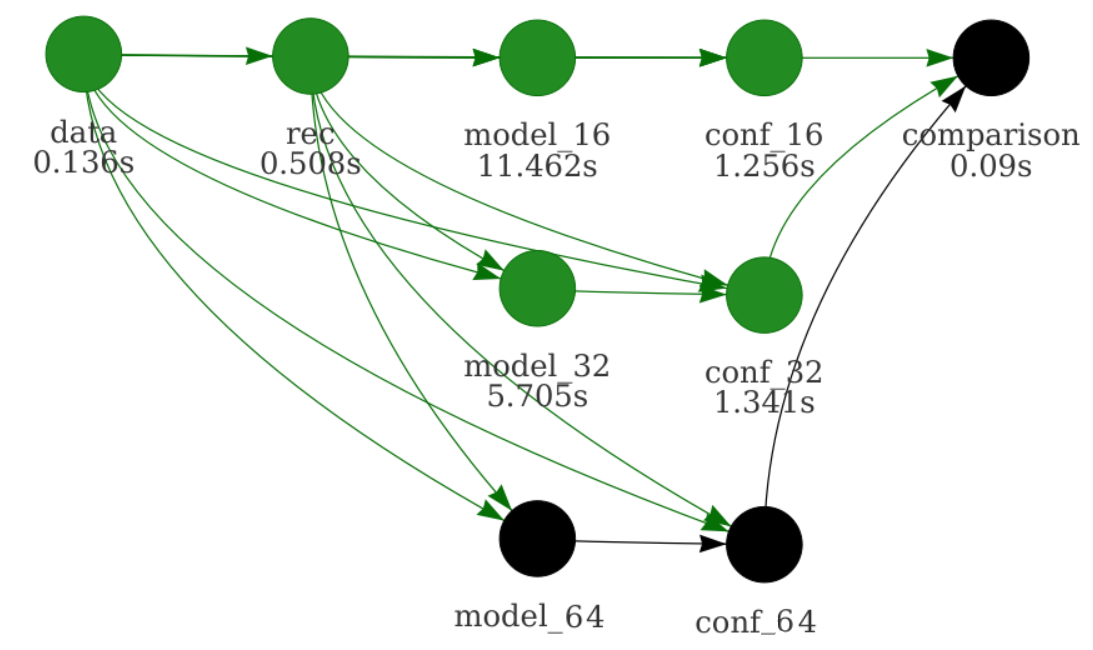 data
0.136s
rec
0.508s
model_16
11.462s
conf_16
1.256s
comparison
0.09s
model_32
5.705s
conf_32
1.341s
model_64
conf_64